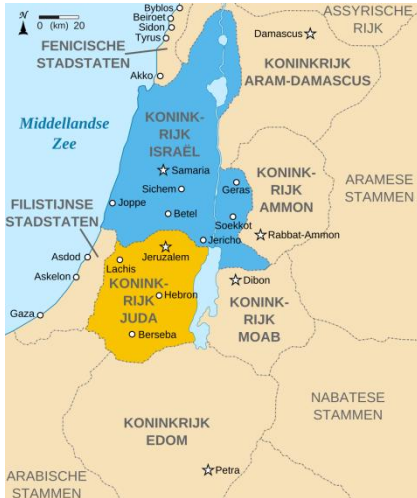 Byblos
Beiroet
Sidon
Tyrus
N
0 (km) 20
ASSYRISCHE
RIJK
Damascus
FENICISCHE
STADSTATEN
KONINKRIJK
ARAM-DAMASCUS
Akko
Middellandse
Zee
KONINK-
RIJK
ISRAËL
Samaria
Sichem
Geras
KONINK-
RIJK
AMMON
ARAMESE
STAMMEN
Joppe
Betel
Soekkot
FILISTIJNSE
STADSTATEN
Rabbat-Ammon
Jericho
Jeruzalem
Asdod
Lachis
Askelon
KONINK-
RIJK
JUDA
Hebron
Dibon
KONINK-
RIJK
MOAB
Gaza
Berseba
NABATESE
STAMMEN
KONINKRIJK
EDOM
Petra
ARABISCHE
STAMMEN